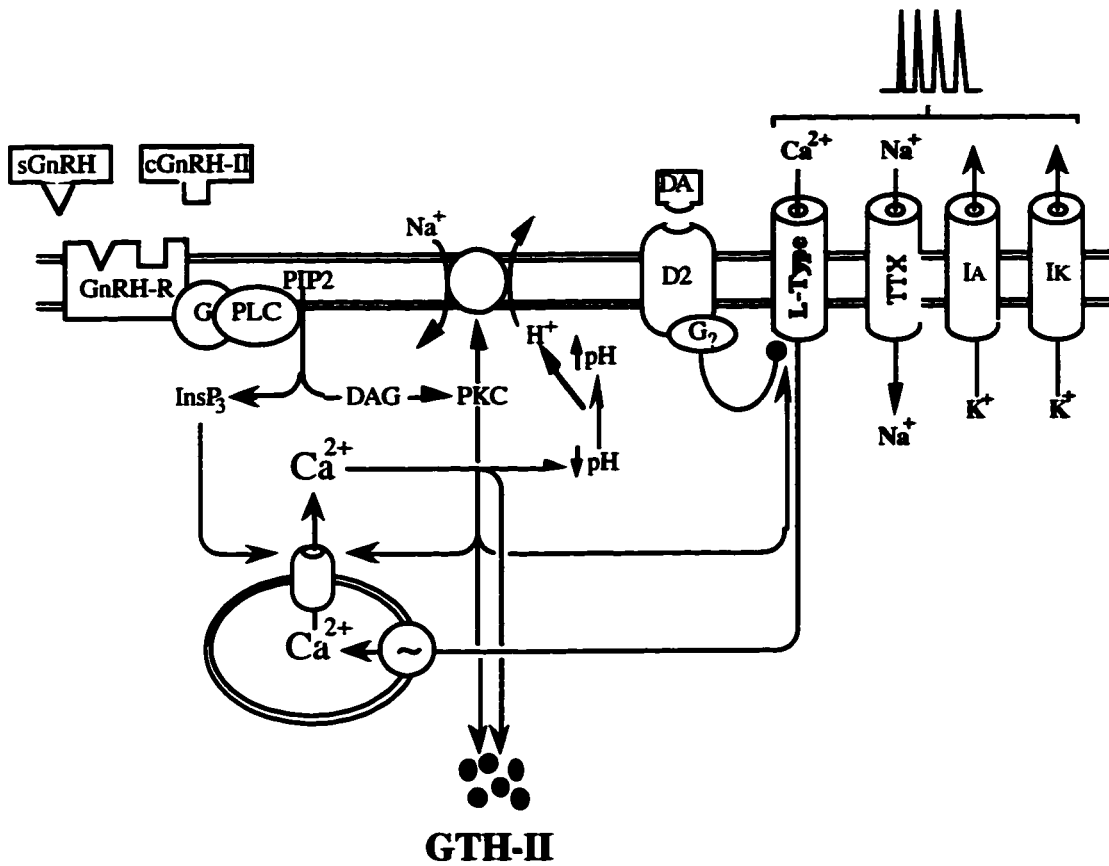 sGnRH
cGnRH-II
GnRH-R
G
PLC
PIP2
Na⁺
H⁺
DA
D2
G?
Ca²⁺
Na⁺
L-Type
TTX
IA
IK
Na⁺
K⁺
K⁺
InsP₃
DAG
PKC
pH
pH
Ca²⁺
Ca²⁺
~
GTH-II